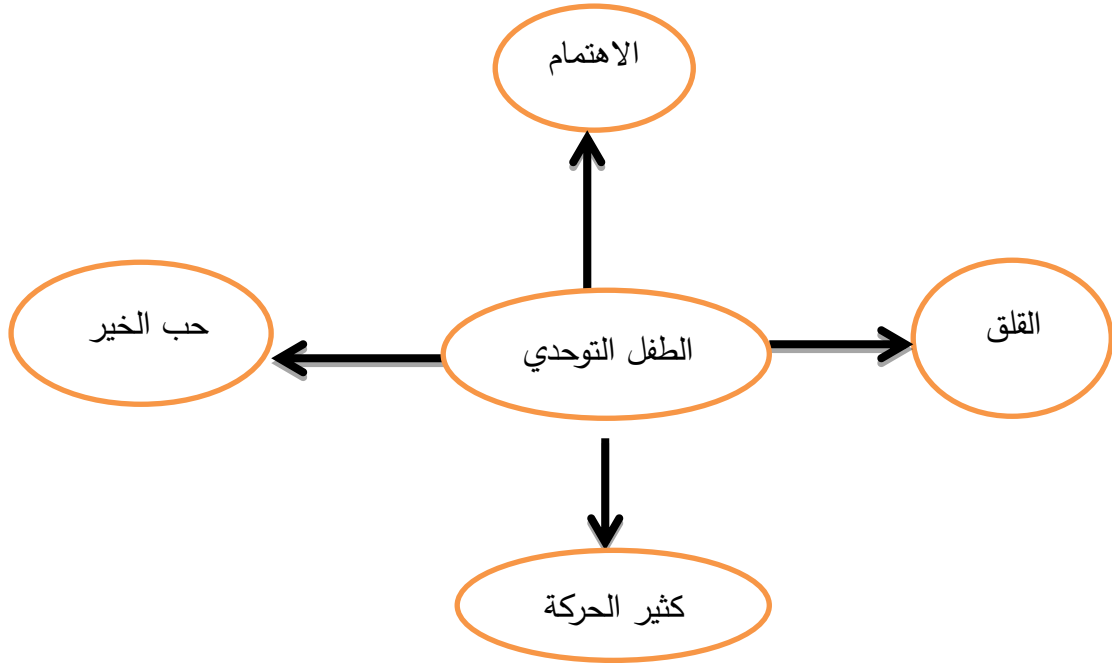 الاهتمام
القلق
الطفل التوحدي
حب الخير
كثير الحركة